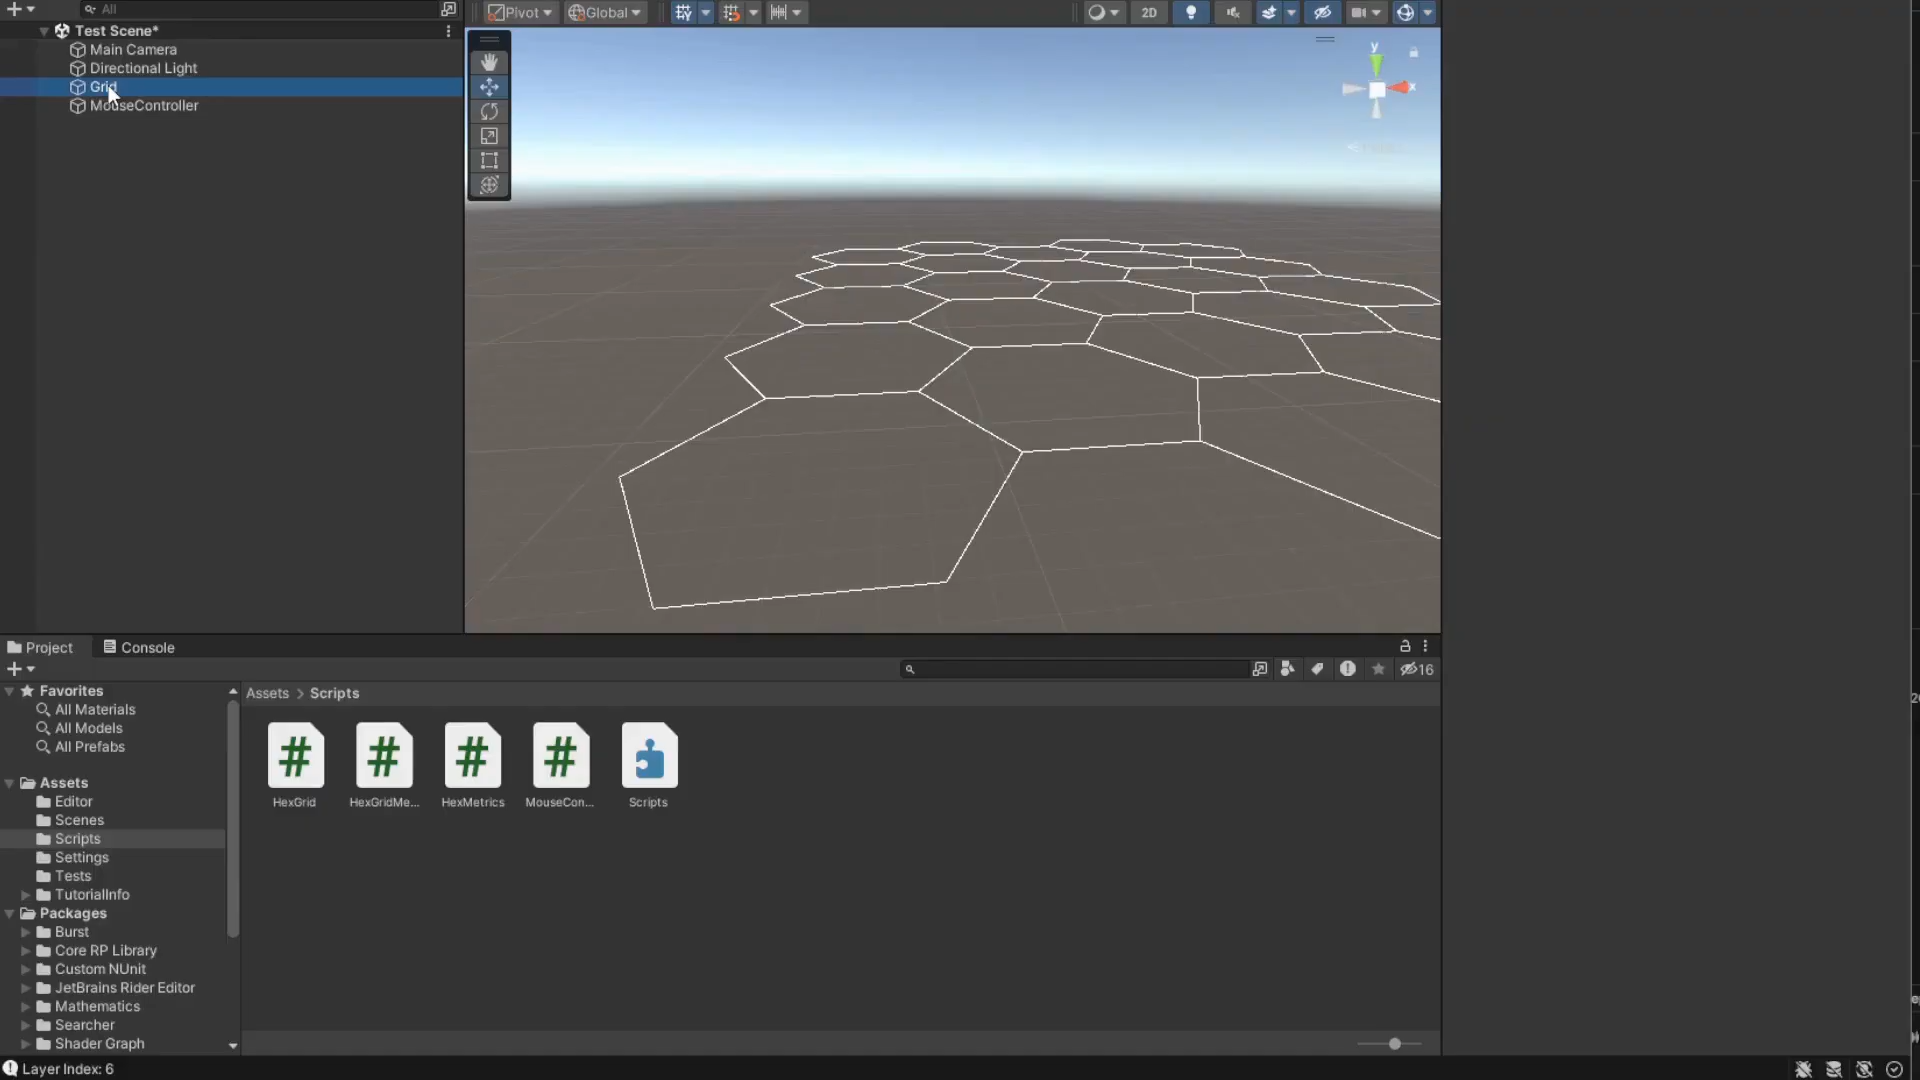 All
Pivot
Global
2D
Test Scene*
Main Camera
Directional Light
Grid
MouseController
y
x
Project
Console
16
Favorites
All Materials
All Models
All Prefabs
Assets
Editor
Scenes
Scripts
Settings
Tests
TutorialInfo
Packages
Burst
Core RP Library
Custom NUnit
JetBrains Rider Editor
Mathematics
Searcher
Shader Graph
Assets > Scripts
HexGrid
HexGridMe...
HexMetrics
MouseCon...
Scripts
Layer Index: 6